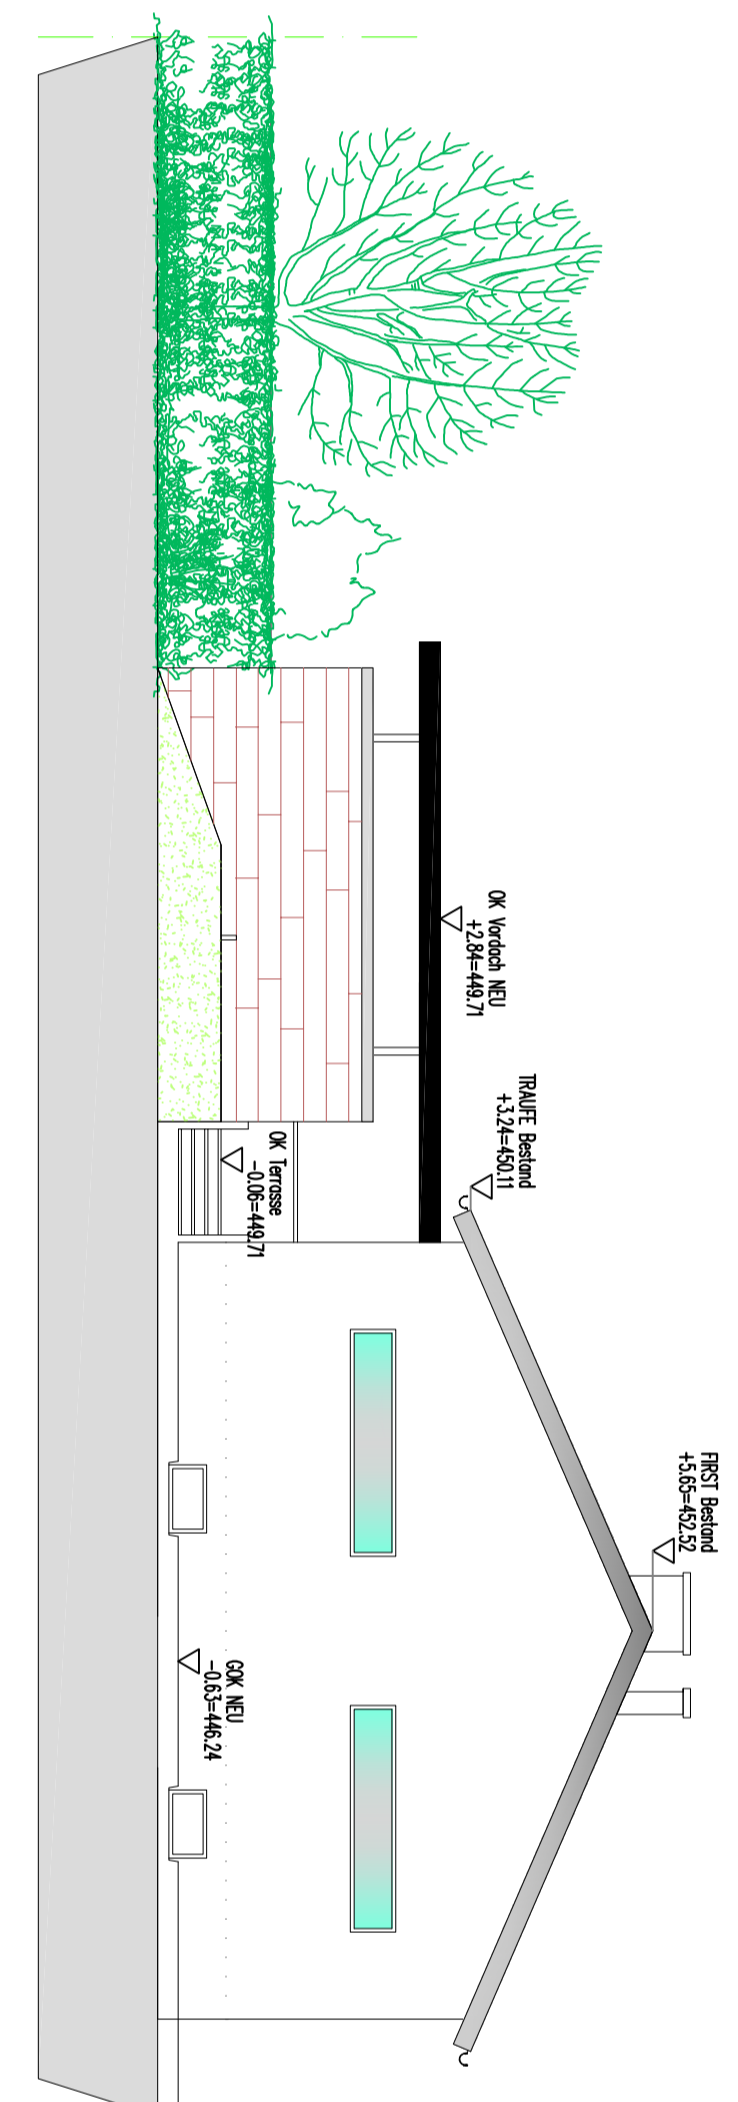 OK Vordach NEU
+2.84=449.71
TRAUFE Bestand
+3.24=450.11
OK Terrasse
-0.06=449.71
FIRST Bestand
+5.65=452.52
GOK NEU
-0.63=446.24